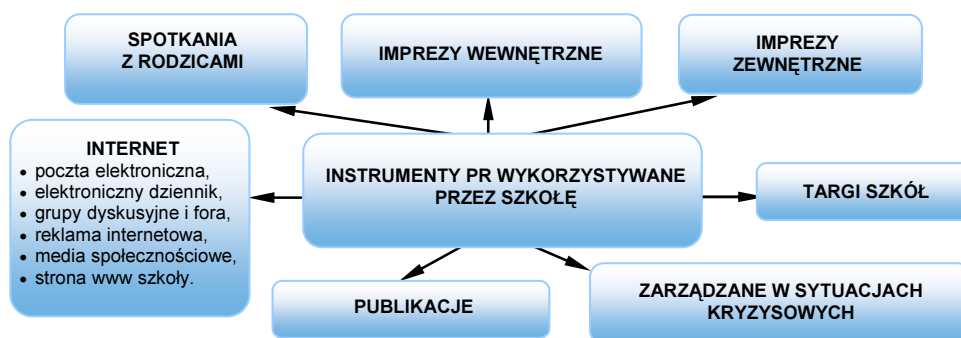 SPOTKANIA
Z RODZICAMI
IMPREZY WEWNĘTRZNE
IMPREZY
ZEWNĘTRZNE
INTERNET
• poczta elektroniczna,
• elektroniczny dziennik,
• grupy dyskusyjne i fora,
• reklama internetowa,
• media społecznościowe,
• strona www szkoły.
INSTRUMENTY PR WYKORZYSTYWANE
PRZEZ SZKOŁĘ
TARGI SZKÓŁ
PUBLIKACJE
ZARZĄDZANE W SYTUACJACH
KRYZYSOWYCH